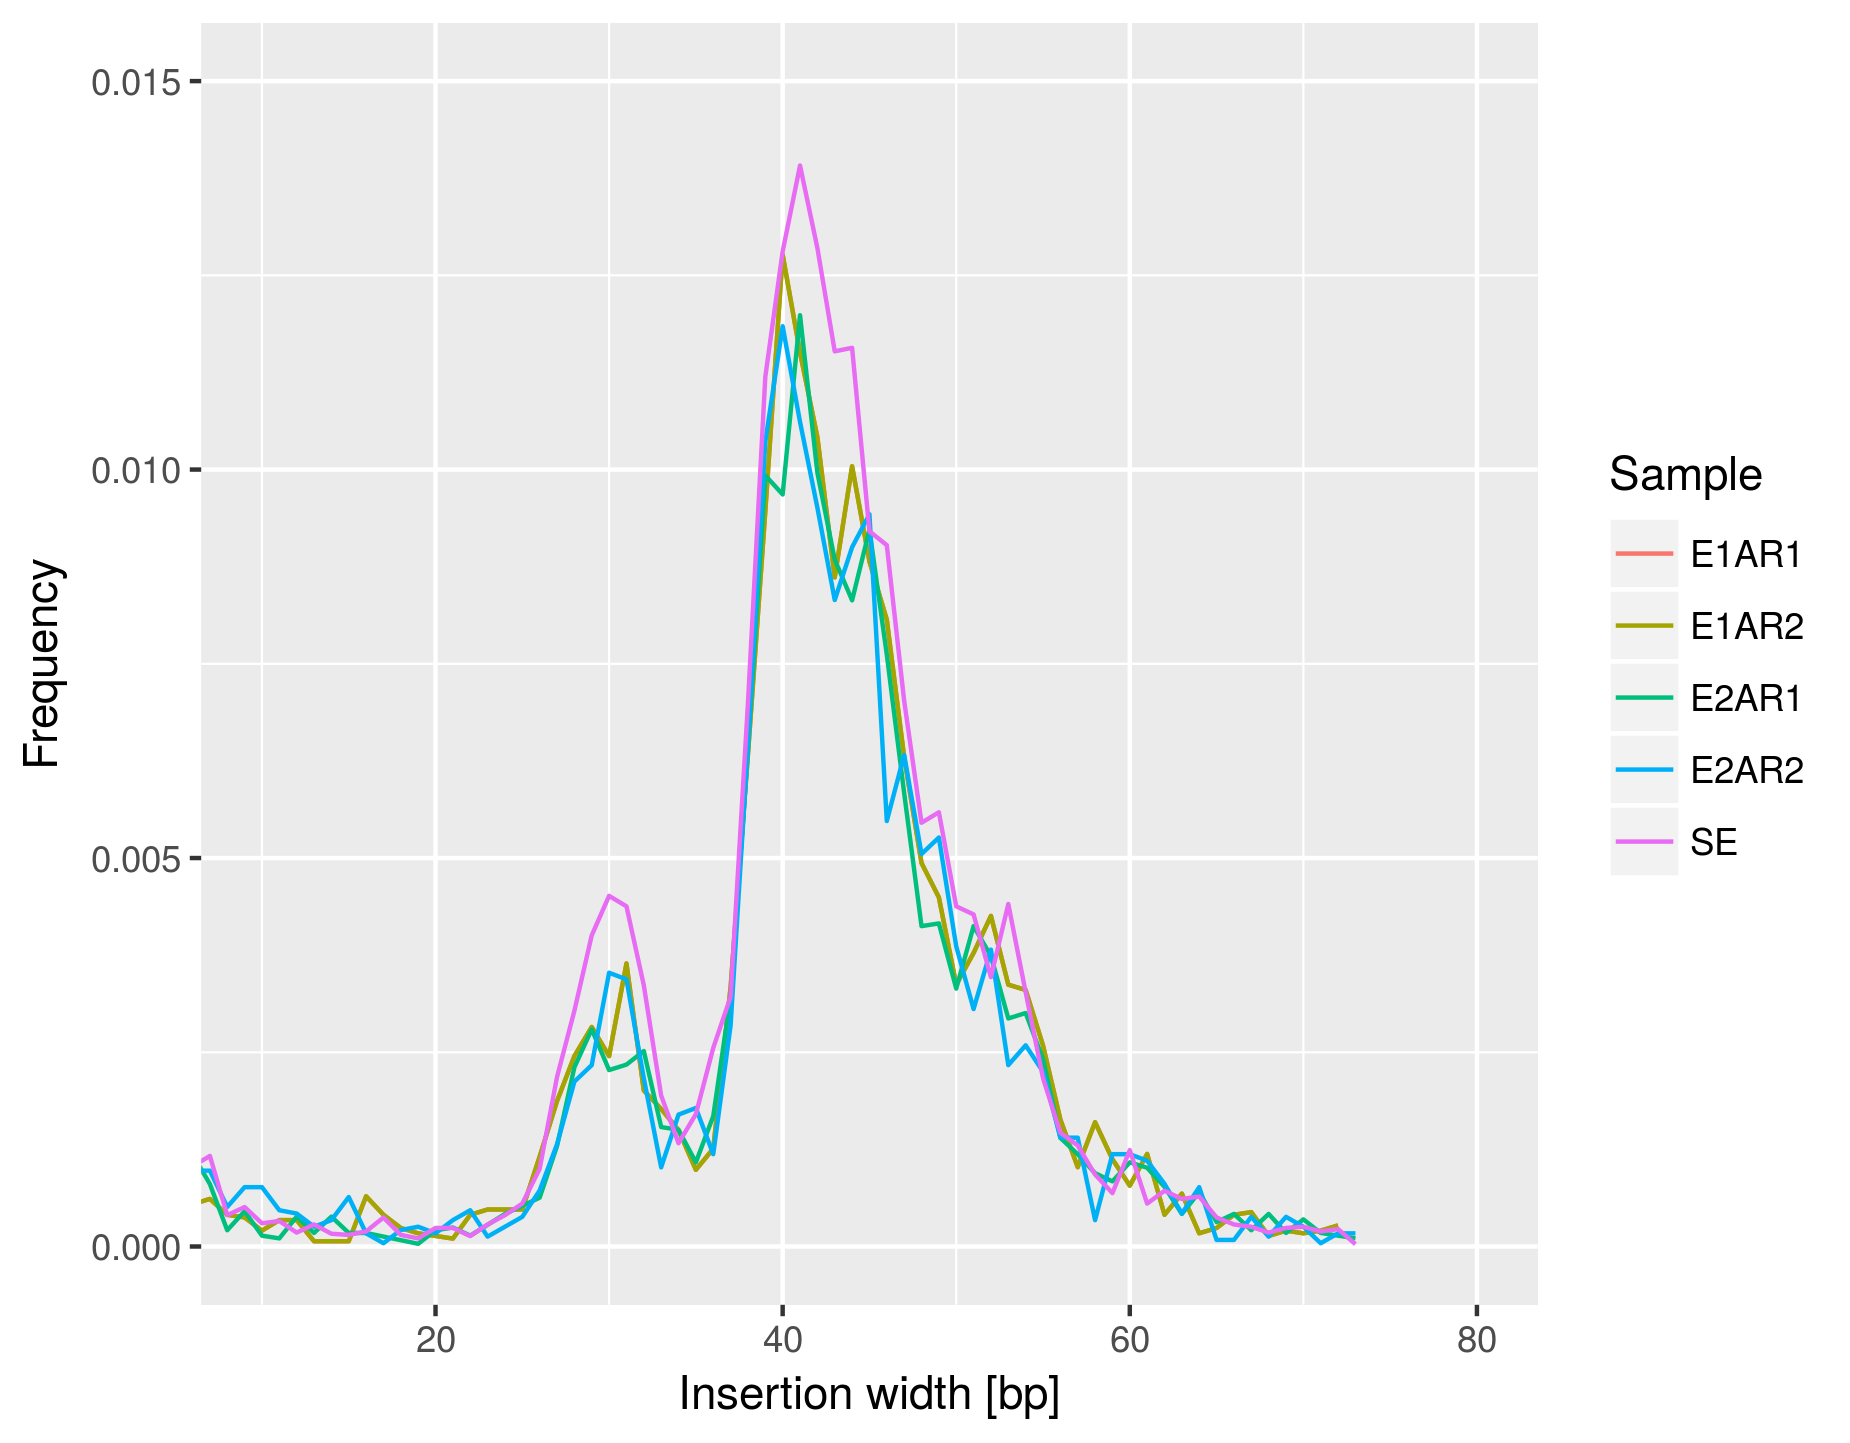 0.015
0.010
0.005
0.000
Frequency
20
40
60
80
Insertion width [bp]
Sample
E1AR1
E1AR2
E2AR1
E2AR2
SE